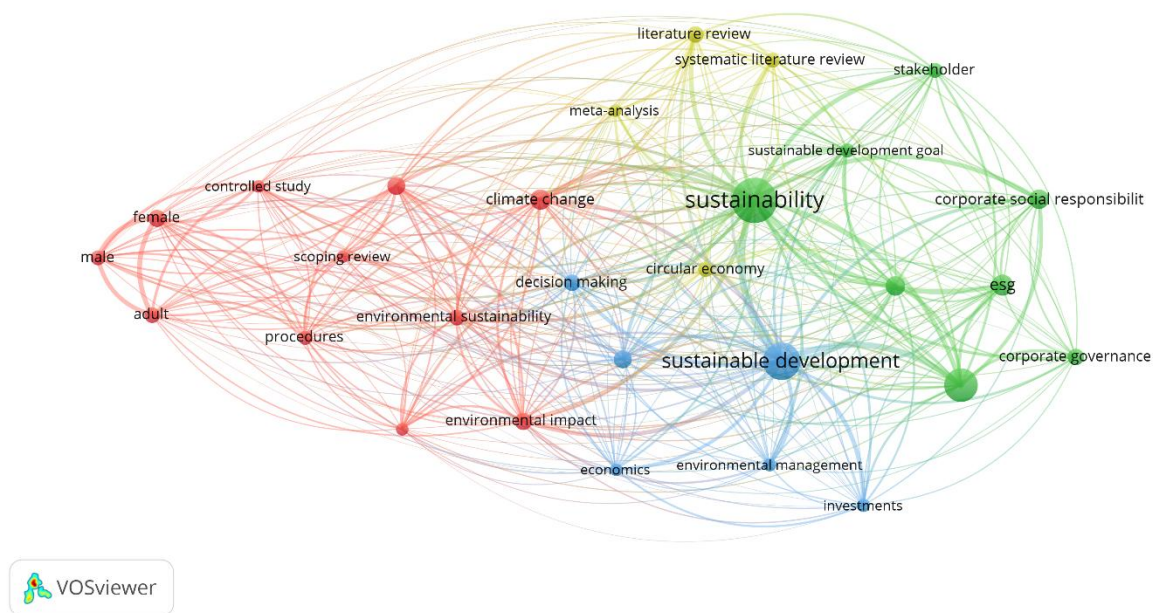 literature review
systematic literature review
stakeholder
meta-analysis
sustainable development goal
controlled study
climate change
sustainability
corporate social responsibilit
female
male
scoping review
circular economy
decision making
esg
adult
environmental sustainability
procedures
sustainable development
corporate governance
environmental impact
economics
environmental management
investments
VOSviewer